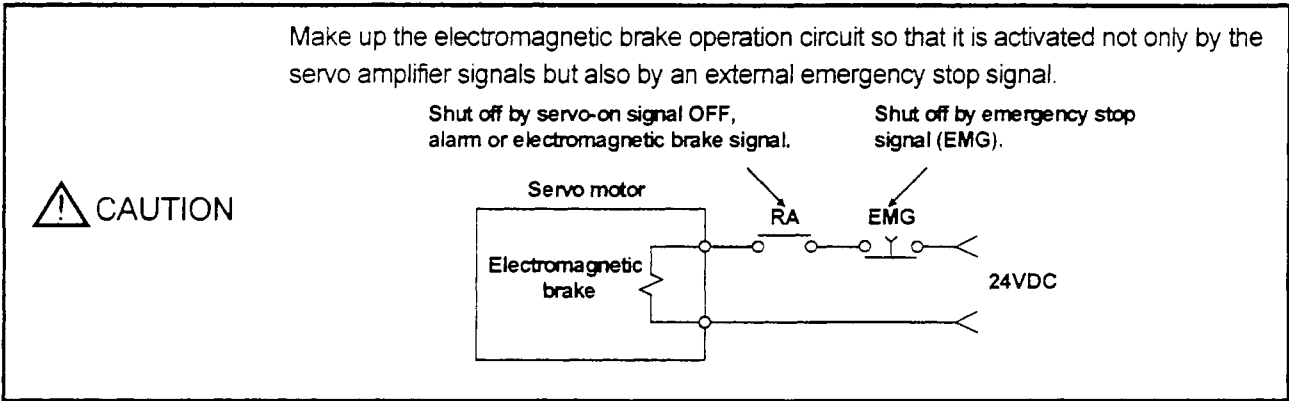 Make up the electromagnetic brake operation circuit so that it is activated not only by the
servo amplifier signals but also by an external emergency stop signal.
Shut off by servo-on signal OFF,
alarm or electromagnetic brake signal.
Shut off by emergency stop
signal (EMG).
CAUTION
Servo motor
RA
EMG
Electromagnetic
brake
24VDC